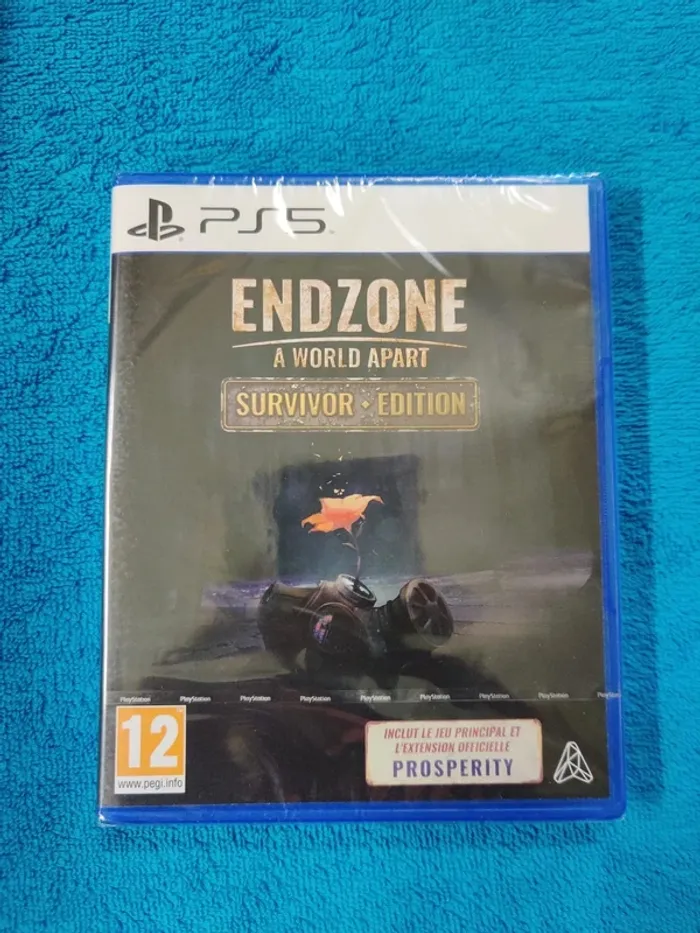 PS5
ENDZONE
A WORLD APART
SURVIVOR • EDITION
PlayStation PlayStation PlayStation PlayStation PlayStation PlayStation PlayStation PlayStation PlayStation
12
www.pegi.info
INCLUT LE JEU PRINCIPAL ET
L'EXTENSION OFFICIELLE
PROSPERITY